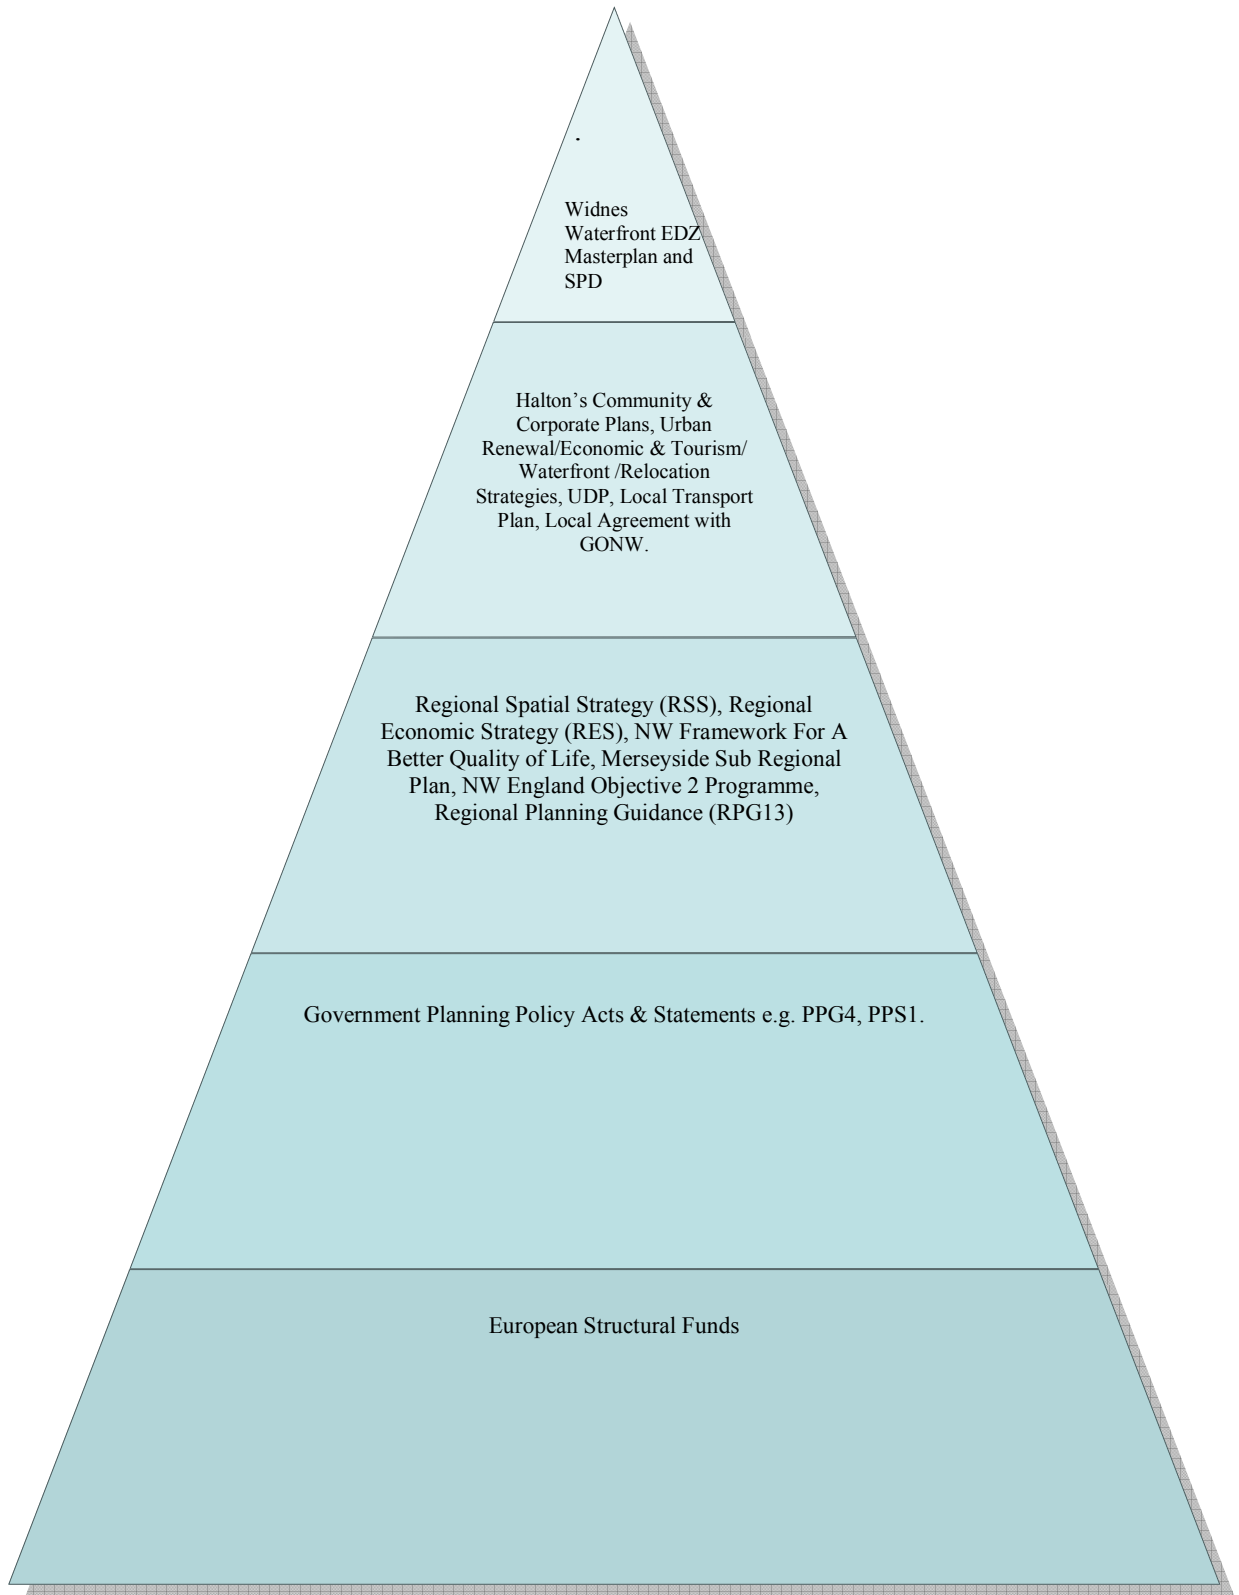 .
Widnes
Waterfront EDZ
Masterplan and
SPD
Halton’s Community &
Corporate Plans, Urban
Renewal/Economic & Tourism/
Waterfront /Relocation
Strategies, UDP, Local Transport
Plan, Local Agreement with
GONW.
Regional Spatial Strategy (RSS), Regional
Economic Strategy (RES), NW Framework For A
Better Quality of Life, Merseyside Sub Regional
Plan, NW England Objective 2 Programme,
Regional Planning Guidance (RPG13)
Government Planning Policy Acts & Statements e.g. PPG4, PPS1.
European Structural Funds